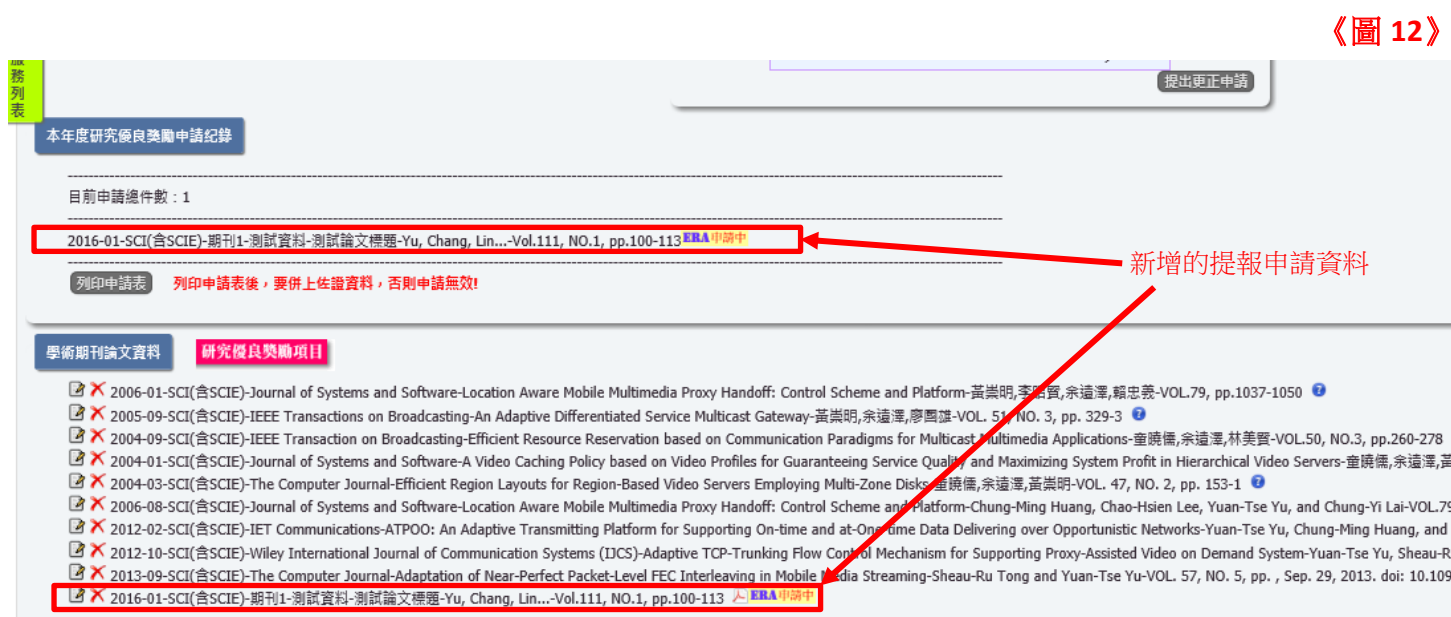 《圖 12》
服務列表
提出更正申請
本年度研究優良獎勵申請紀錄
目前申請總件數：1
2016-01-SCI(含SCIE)-期刊1-測試資料-測試論文標題-Yu, Chang, Lin...-Vol.111, NO.1, pp.100-113 ERA申請中
新增的提報申請資料
列印申請表 列印申請表後，要併上佐證資料，否則申請無效!
學術期刊論文資料 研究優良獎勵項目
2006-01-SCI(含SCIE)-Journal of Systems and Software-Location Aware Mobile Multimedia Proxy Handoff: Control Scheme and Platform-黃崇明,李昭賢,余遠澤,賴忠義-VOL.79, pp.1037-1050
2005-09-SCI(含SCIE)-IEEE Transactions on Broadcasting-An Adaptive Differentiated Service Multicast Gateway-黃崇明,余遠澤,廖國雄-VOL. 51, NO. 3, pp. 329-3
2004-09-SCI(含SCIE)-IEEE Transaction on Broadcasting-Efficient Resource Reservation based on Communication Paradigms for Multicast Multimedia Applications-童曉儒,余遠澤,林美賢-VOL.50, NO.3, pp.260-278
2004-01-SCI(含SCIE)-Journal of Systems and Software-A Video Caching Policy based on Video Profiles for Guaranteeing Service Quality and Maximizing System Profit in Hierarchical Video Servers-童曉儒,余遠澤,黃
2004-03-SCI(含SCIE)-The Computer Journal-Efficient Region Layouts for Region-Based Video Servers Employing Multi-Zone Disks-童曉儒,余遠澤,黃崇明-VOL. 47, NO. 2, pp. 153-1
2006-08-SCI(含SCIE)-Journal of Systems and Software-Location Aware Mobile Multimedia Proxy Handoff: Control Scheme and Platform-Chung-Ming Huang, Chao-Hsien Lee, Yuan-Tse Yu, and Chung-Yi Lai-VOL.79
2012-02-SCI(含SCIE)-IET Communications-ATPOO: An Adaptive Transmitting Platform for Supporting On-time and at-One-time Data Delivering over Opportunistic Networks-Yuan-Tse Yu, Chung-Ming Huang, and
2012-10-SCI(含SCIE)-Wiley International Journal of Communication Systems (IJCS)-Adaptive TCP-Trunking Flow Control Mechanism for Supporting Proxy-Assisted Video on Demand System-Yuan-Tse Yu, Sheau-R
2013-09-SCI(含SCIE)-The Computer Journal-Adaptation of Near-Perfect Packet-Level FEC Interleaving in Mobile Media Streaming-Sheau-Ru Tong and Yuan-Tse Yu-VOL. 57, NO. 5, pp. , Sep. 29, 2013. doi: 10.109
2016-01-SCI(含SCIE)-期刊1-測試資料-測試論文標題-Yu, Chang, Lin...-Vol.111, NO.1, pp.100-113 ERA申請中